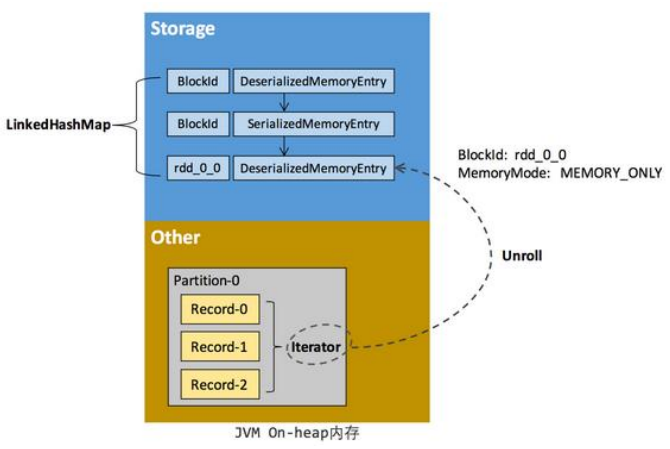 Storage
BlockId DeserializedMemoryEntry
LinkedHashMap
BlockId SerializedMemoryEntry
rdd_0_0 DeserializedMemoryEntry
BlockId: rdd_0_0
MemoryMode: MEMORY_ONLY
Other
Unroll
Partition-0
Record-0
Record-1
Iterator
Record-2
JVM On-heap内存